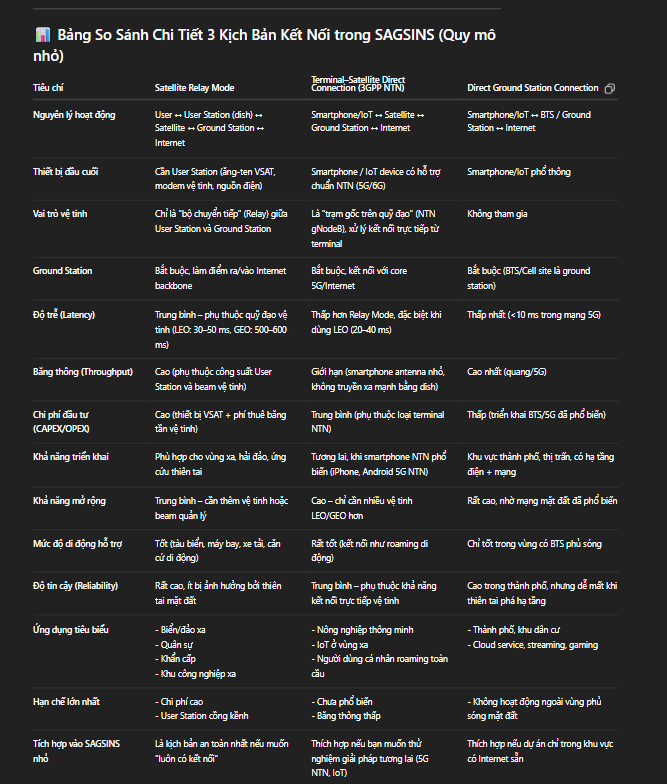 📊 Bảng So Sánh Chi Tiết 3 Kịch Bản Kết Nối trong SAGSINS (Quy mô
nhỏ)
Tiêu chí
Satellite Relay Mode
Terminal–Satellite Direct
Connection (3GPP NTN)
Direct Ground Station Connection
Nguyên lý hoạt động
User ↔ User Station (dish) ↔
Satellite ↔ Ground Station ↔
Internet
Smartphone/IoT ↔ Satellite ↔
Ground Station ↔ Internet
Smartphone/IoT ↔ BTS / Ground
Station ↔ Internet
Thiết bị đầu cuối
Cần User Station (ăng-ten VSAT,
modem vệ tinh, nguồn điện)
Smartphone / IoT device có hỗ trợ
chuẩn NTN (5G/6G)
Smartphone/IoT phổ thông
Vai trò vệ tinh
Chỉ là "bộ chuyển tiếp" (Relay) giữa
User Station và Ground Station
Là "trạm gốc trên quỹ đạo" (NTN
gNodeB), xử lý kết nối trực tiếp từ
terminal
Không tham gia
Ground Station
Bắt buộc, làm điểm ra/vào Internet
backbone
Bắt buộc, kết nối với core
5G/Internet
Bắt buộc (BTS/Cell site là ground
station)
Độ trễ (Latency)
Trung bình – phụ thuộc quỹ đạo vệ
tinh (LEO: 30–50 ms, GEO: 500–600
ms)
Thấp hơn Relay Mode, đặc biệt khi
dùng LEO (20–40 ms)
Thấp nhất (<10 ms trong mạng 5G)
Băng thông (Throughput)
Cao (phụ thuộc công suất User
Station và beam vệ tinh)
Giới hạn (smartphone antenna nhỏ,
không truyền xa mạnh bằng dish)
Cao nhất (quang/5G)
Chi phí đầu tư
(CAPEX/OPEX)
Cao (thiết bị VSAT + phí thuê băng
tần vệ tinh)
Trung bình (phụ thuộc loại terminal
NTN)
Thấp (triển khai BTS/5G đã phổ biến)
Khả năng triển khai
Phù hợp cho vùng xa, hải đảo, ứng
cứu thiên tai
Tương lai, khi smartphone NTN phổ
biến (iPhone, Android 5G NTN)
Khu vực thành phố, thị trấn, có hạ tầng
điện + mạng
Khả năng mở rộng
Trung bình – cần thêm vệ tinh hoặc
beam quản lý
Cao – chỉ cần nhiều vệ tinh
LEO/GEO hơn
Rất cao, nhờ mạng mặt đất đã phổ biến
Mức độ di động hỗ trợ
Tốt (tàu biển, máy bay, xe tải, căn
cứ di động)
Rất tốt (kết nối như roaming di
động)
Chỉ tốt trong vùng có BTS phủ sóng
Độ tin cậy (Reliability)
Rất cao, ít bị ảnh hưởng bởi thiên
tai mặt đất
Trung bình – phụ thuộc khả năng
kết nối trực tiếp vệ tinh
Cao trong thành phố, nhưng dễ mất khi
thiên tai phá hạ tầng
Ứng dụng tiêu biểu
- Biển/đảo xa
- Quân sự
- Khẩn cấp
- Khu công nghiệp xa
- Nông nghiệp thông minh
- IoT ở vùng xa
- Người dùng cá nhân roaming toàn
cầu
- Thành phố, khu dân cư
- Cloud service, streaming, gaming
Hạn chế lớn nhất
- Chi phí cao
- User Station cồng kềnh
- Chưa phổ biến
- Băng thông thấp
- Không hoạt động ngoài vùng phủ
sóng mặt đất
Tích hợp vào SAGSINS
nhỏ
Là kịch bản an toàn nhất nếu muốn
"luôn có kết nối"
Thích hợp nếu bạn muốn thử
nghiệm giải pháp tương lai (5G
NTN, IoT)
Thích hợp nếu dự án chỉ trong khu vực
có Internet sẵn